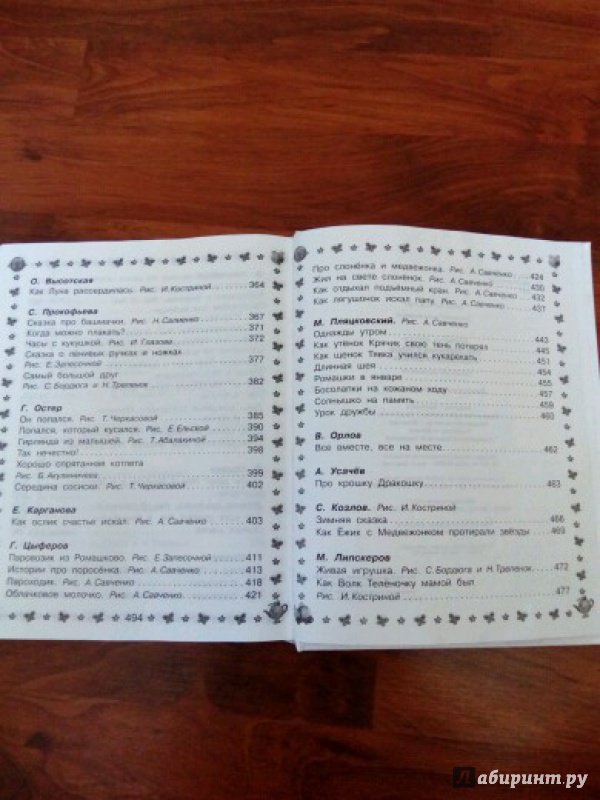 О. Высотская
Как Луна рассердилась. Рис. И. Костриной 364
С. Прокофьева
Сказка про башмачки. Рис. Н. Салиенко 367
Когда можно плакать? 371
Часы с кукушкой. Рис. И. Глазова 372
Сказка о ленивых ручках и ножках
Рис. Е. Запесочной 377
Самый большой друг
Рис. С. Бордюга и Н. Трепенок 382
Г. Остер
Он попался. Рис. Т. Черкасовой 385
Попался, который кусался. Рис. Е. Ельской 390
Гирлянда из малышей. Рис. Т. Абалакиной 394
Так нечестно! 398
Хорошо спрятанная котлета
Рис. Б. Акулиничева 399
Середина сосиски. Рис. Т. Черкасовой 402
Е. Карганова
Как ослик счастье искал. Рис. А. Савченко 403
Г. Цыферов
Паровозик из Ромашково. Рис. Е. Запесочной 411
Истории про поросёнка. Рис. А. Савченко 413
Пароходик. Рис. А. Савченко 418
Облачковое молочко. Рис. А. Савченко 421
494
Про слонёнка и медвежонка. Рис. А. Савченко 424
Жил на свете слонёнок. Рис. А. Савченко 430
Как отдыхал подъёмный кран. Рис. А. Савченко 432
Как лягушонок искал папу. Рис. А. Савченко 437
М. Пляцковский. Рис. А. Савченко
Однажды утром 443
Как утёнок Крячик свою тень потерял 445
Как щенок Тявка учился кукарекать 451
Длинная шея 454
Ромашки в январе 455
Босолапки на кожаном ходу 457
Солнышко на память 459
Урок дружбы 460
В. Орлов
Все вместе, всё на месте 462
А. Усачёв
Про крошку Дракошку 463
С. Козлов. Рис. И. Костриной
Зимняя сказка 466
Как Ёжик с Медвежонком протирали звёзды 469
М. Липскеров
Живая игрушка. Рис. С. Бордюга и Н. Трепенок 472
Как Волк Телёночку мамой был
Рис. И. Костриной 477
Лабиринт.ру